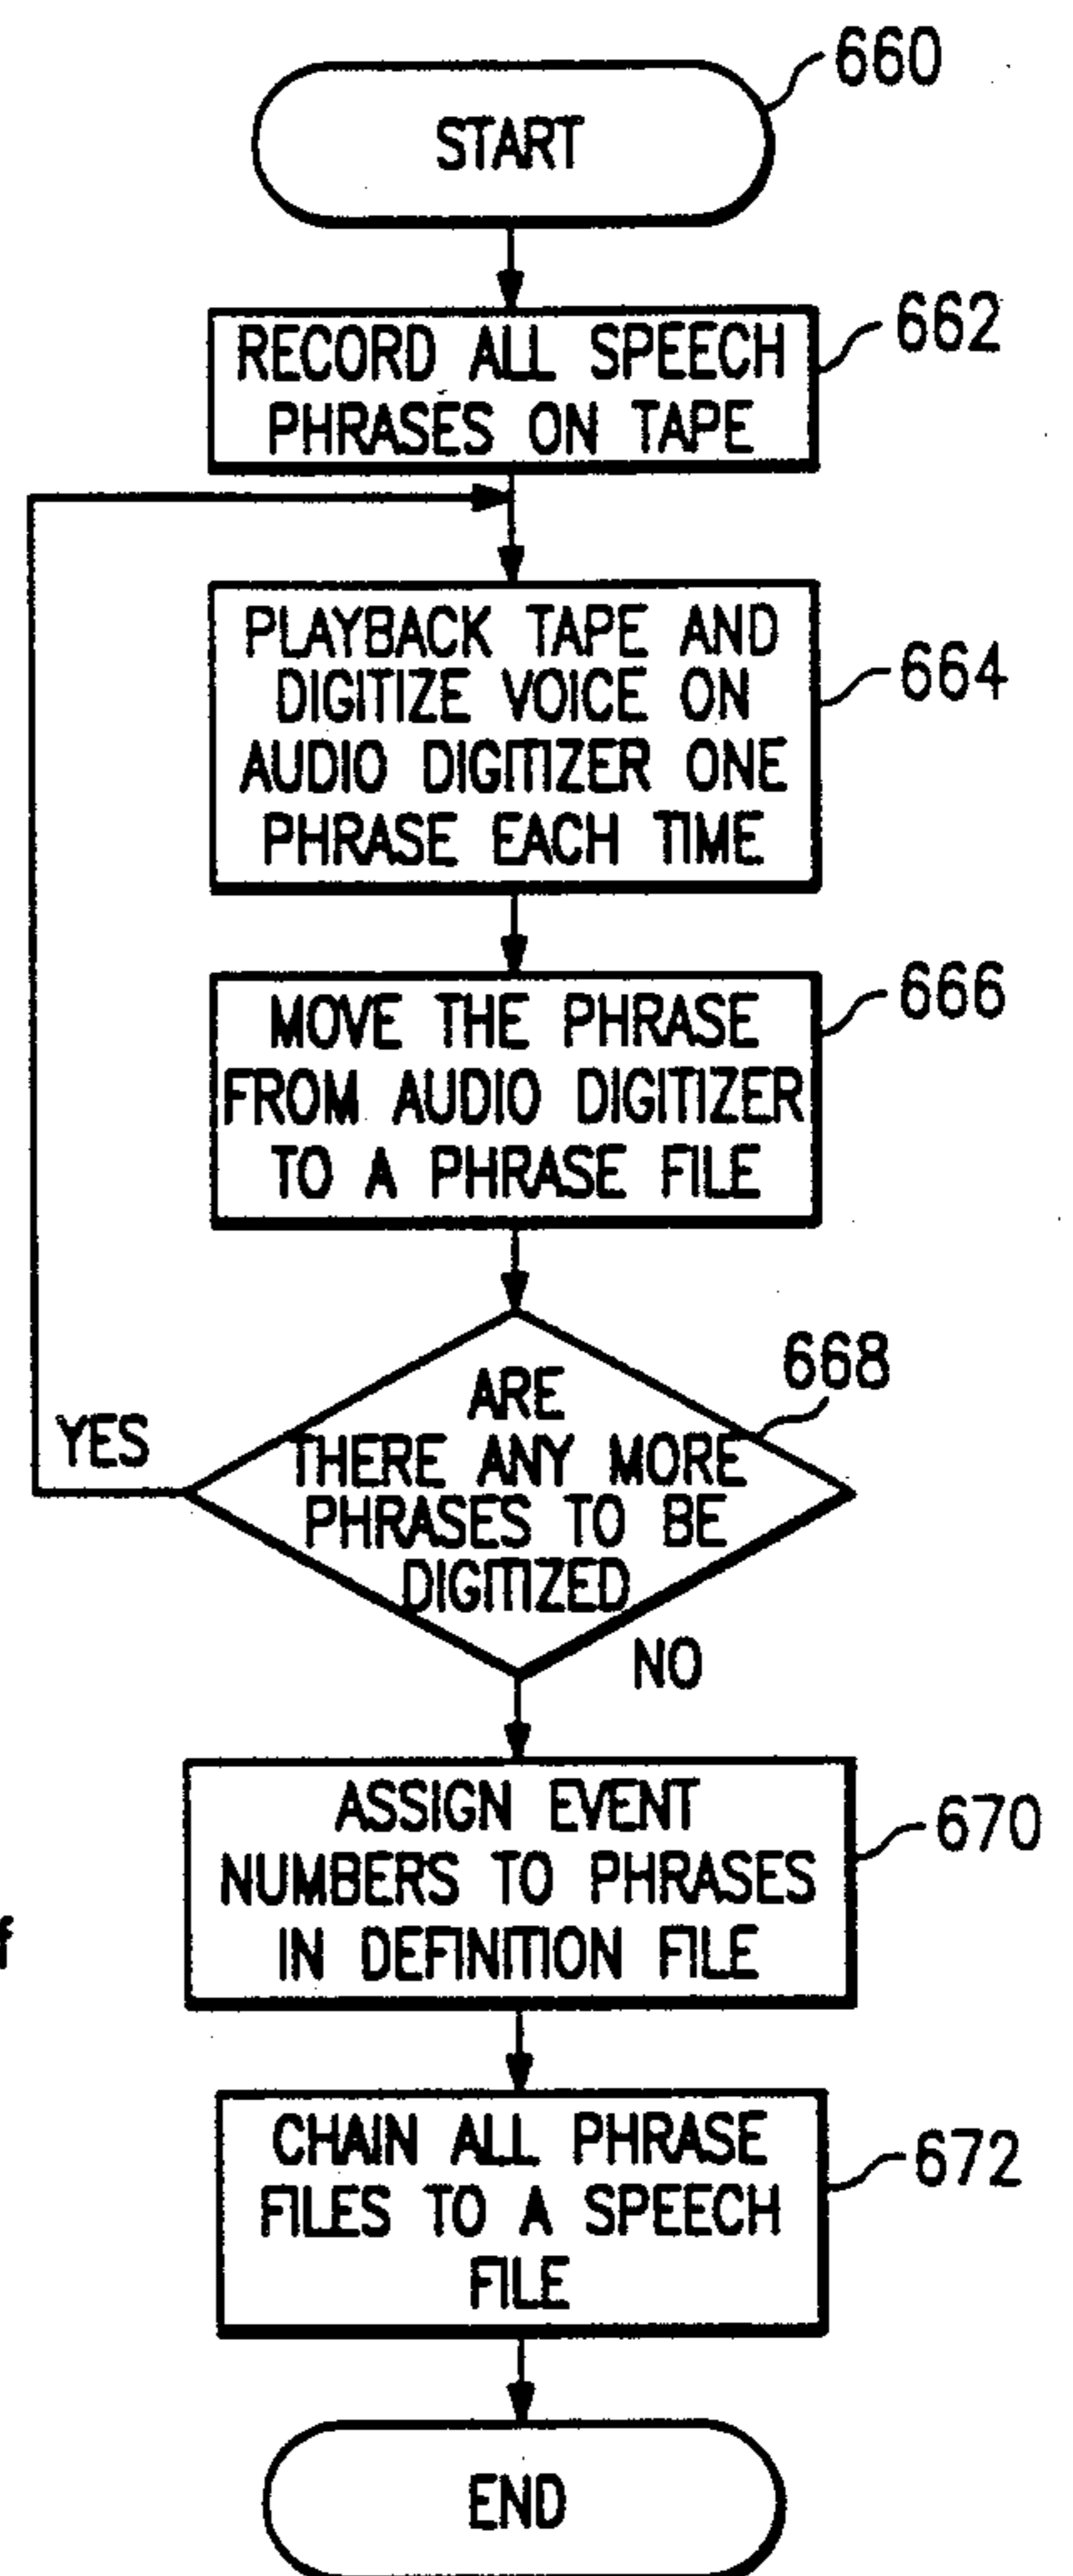 660
START
RECORD ALL SPEECH
PHRASES ON TAPE
662
PLAYBACK TAPE AND
DIGITIZE VOICE ON
AUDIO DIGITIZER ONE
PHRASE EACH TIME
664
MOVE THE PHRASE
FROM AUDIO DIGITIZER
TO A PHRASE FILE
666
ARE
THERE ANY MORE
PHRASES TO BE
DIGITIZED
668
YES
NO
ASSIGN EVENT
NUMBERS TO PHRASES
IN DEFINITION FILE
670
f
CHAIN ALL PHRASE
FILES TO A SPEECH
FILE
672
END